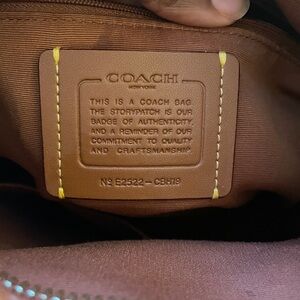 COACH
NEW YORK
THIS IS A COACH BAG.
THE STORYPATCH IS OUR
BADGE OF AUTHENTICITY,
AND A REMINDER OF OUR
COMMITMENT TO QUALITY
AND CRAFTSMANSHIP.
Nº E2522-CBH78